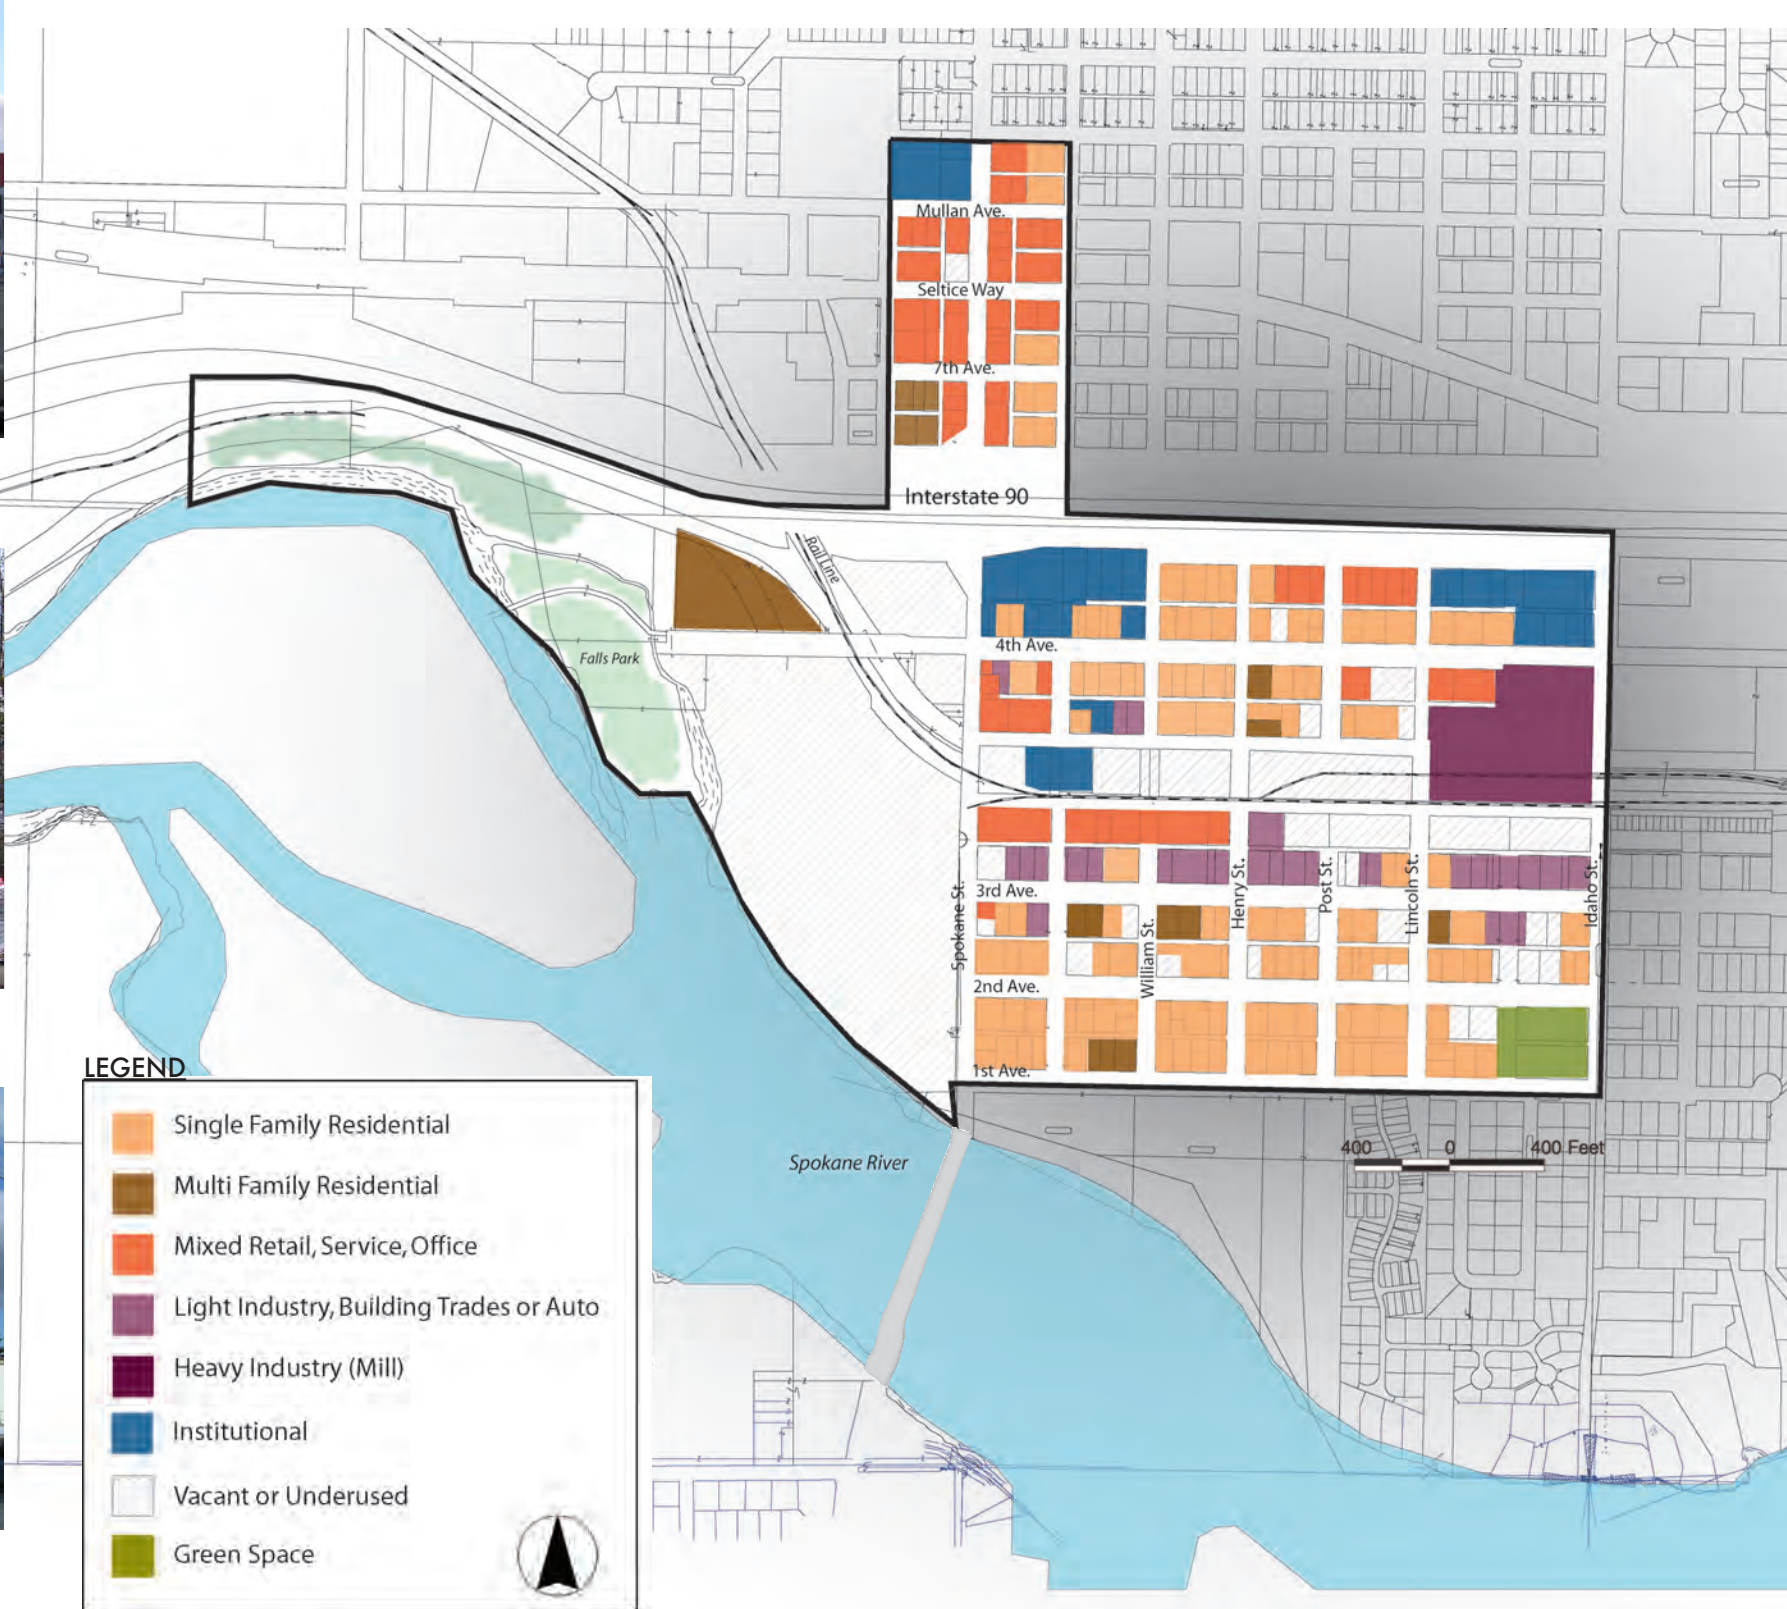 Mullan Ave.
Seltice Way
7th Ave.
Interstate 90
Rail Line
4th Ave.
Falls Park
Spokane St.
3rd Ave.
William St.
Henry St.
Post St.
Lincoln St.
Idaho St.
2nd Ave.
1st Ave.
400 0 400 Feet
Spokane River
LEGEND
Single Family Residential
Multi Family Residential
Mixed Retail, Service, Office
Light Industry, Building Trades or Auto
Heavy Industry (Mill)
Institutional
Vacant or Underused
Green Space